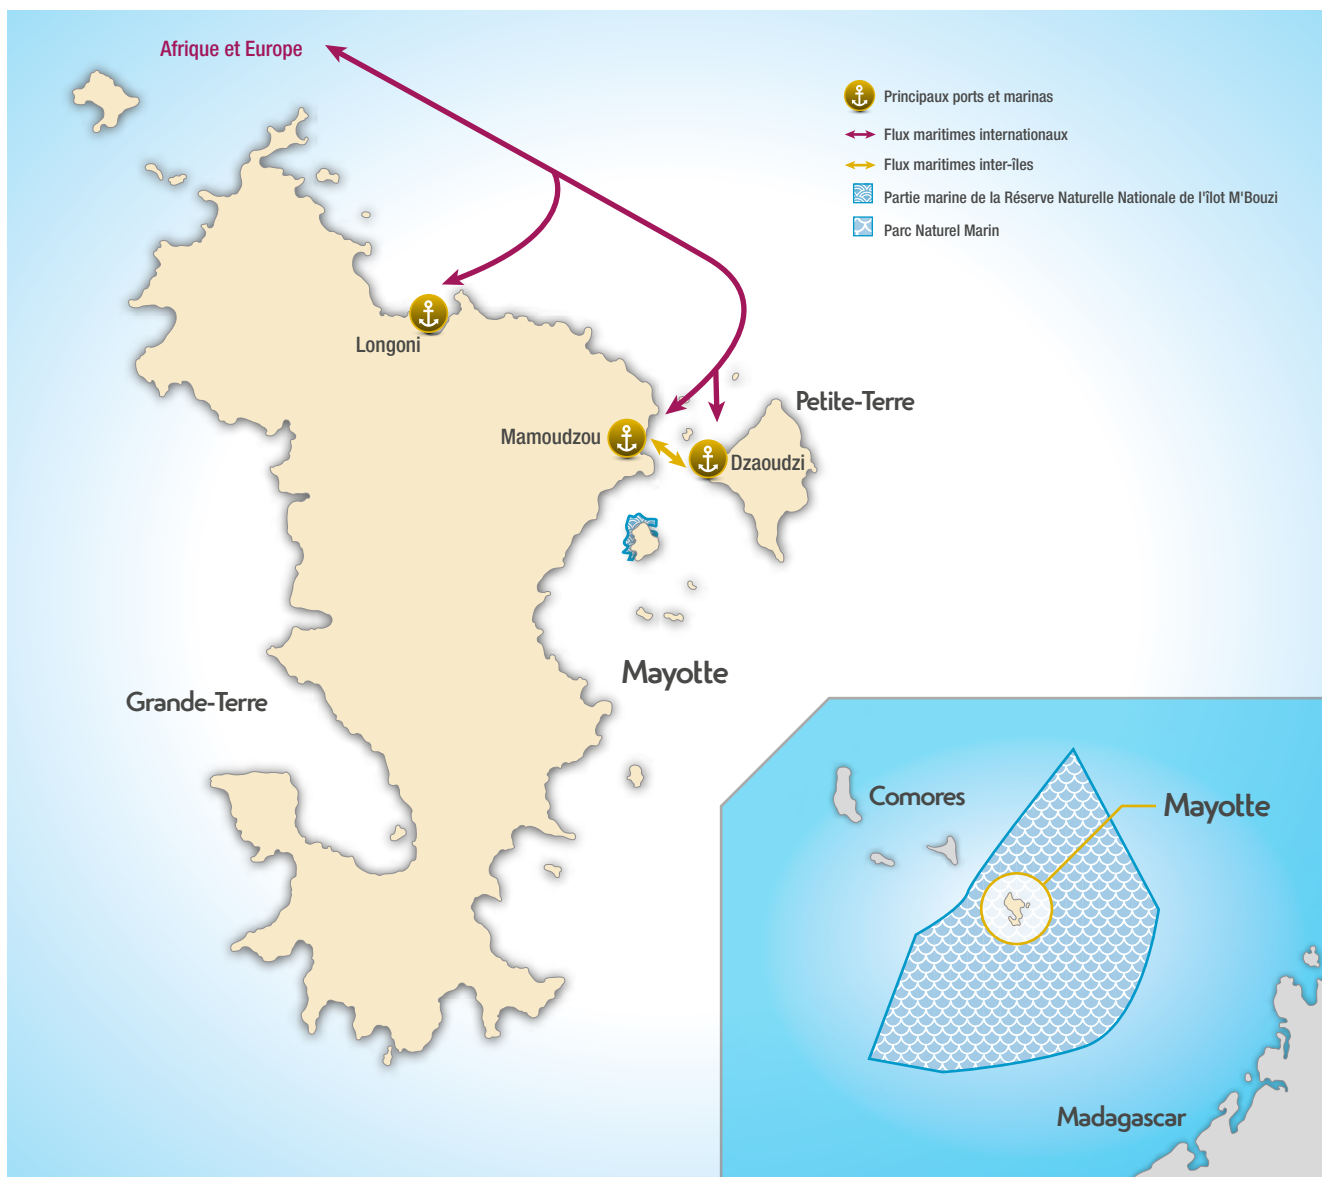 Afrique et Europe
Principaux ports et marinas
Flux maritimes internationaux
Flux maritimes inter-îles
Partie marine de la Réserve Naturelle Nationale de l'îlot M'Bouzi
Parc Naturel Marin
Longoni
Petite-Terre
Mamoudzou
Dzaoudzi
Mayotte
Grande-Terre
Comores
Mayotte
Madagascar